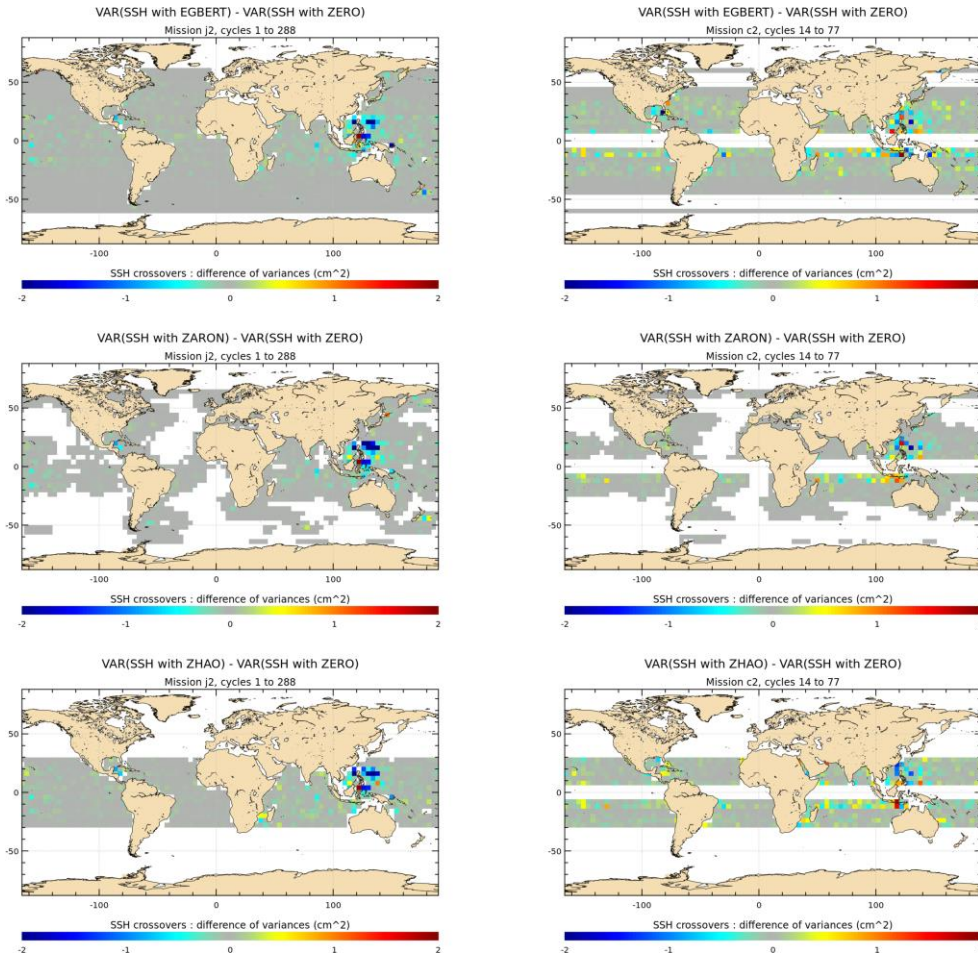 VAR(SSH with EGBERT) - VAR(SSH with ZERO)
Mission j2, cycles 1 to 288
50
0
-50
-100 0 100
SSH crossovers : difference of variances (cm^2)
-2 -1 0 1 2
VAR(SSH with EGBERT) - VAR(SSH with ZERO)
Mission c2, cycles 14 to 77
50
0
-50
-100 0 100
SSH crossovers : difference of variances (cm^2)
-2 -1 0 1
VAR(SSH with ZARON) - VAR(SSH with ZERO)
Mission j2, cycles 1 to 288
50
0
-50
-100 0 100
SSH crossovers : difference of variances (cm^2)
-2 -1 0 1 2
VAR(SSH with ZARON) - VAR(SSH with ZERO)
Mission c2, cycles 14 to 77
50
0
-50
-100 0 100
SSH crossovers : difference of variances (cm^2)
-2 -1 0 1
VAR(SSH with ZHAO) - VAR(SSH with ZERO)
Mission j2, cycles 1 to 288
50
0
-50
-100 0 100
SSH crossovers : difference of variances (cm^2)
-2 -1 0 1 2
VAR(SSH with ZHAO) - VAR(SSH with ZERO)
Mission c2, cycles 14 to 77
50
0
-50
-100 0 100
SSH crossovers : difference of variances (cm^2)
-2 -1 0 1